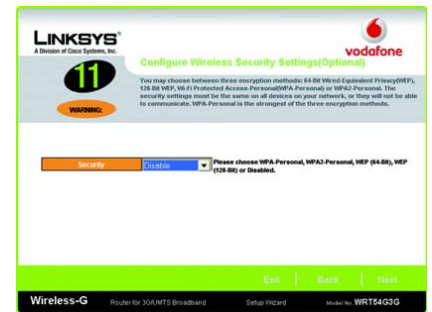 LINKSYS®
A Division of Cisco Systems, Inc.
vodafone
Configure Wireless Security Settings(Optional)
11
WARNING:
You may choose between three encryption methods: 64-Bit Wired-Equivalent Privacy(WEP),
128-Bit WEP, Wi-Fi Protected Access-Personal(WPA-Personal) or WPA2-Personal. The
security settings must be the same on all devices on your network, or they will not be able
to communicate. WPA-Personal is the strongest of the three encryption methods.
Security
Disable
Please choose WPA-Personal, WPA2-Personal, WEP (64-Bit), WEP
(128-Bit) or Disabled.
Exit
Back
Next
Wireless-G
Router for 3G/UMTS Broadband
Setup Wizard
Model No. WRT54G3G